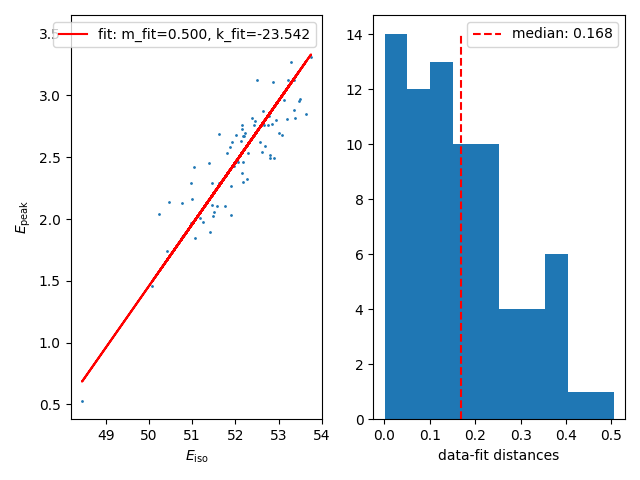 fit: m_fit=0.500, k_fit=-23.542
3.5
3.0
2.5
2.0
1.5
1.0
0.5
E_peak
49 50 51 52 53 54
E_iso
median: 0.168
14
12
10
8
6
4
2
0
0.0 0.1 0.2 0.3 0.4 0.5
data-fit distances